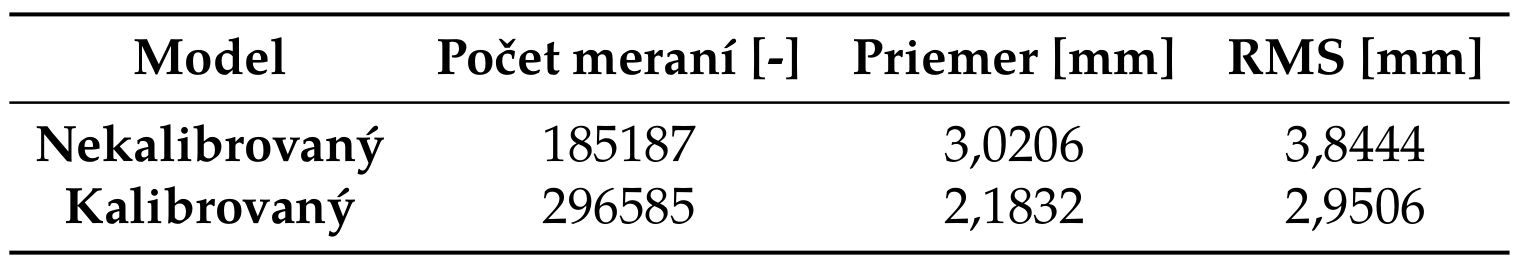 Model Počet meraní [-] Priemer [mm] RMS [mm]
Nekalibrovaný 185187 3,0206 3,8444
Kalibrovaný 296585 2,1832 2,9506